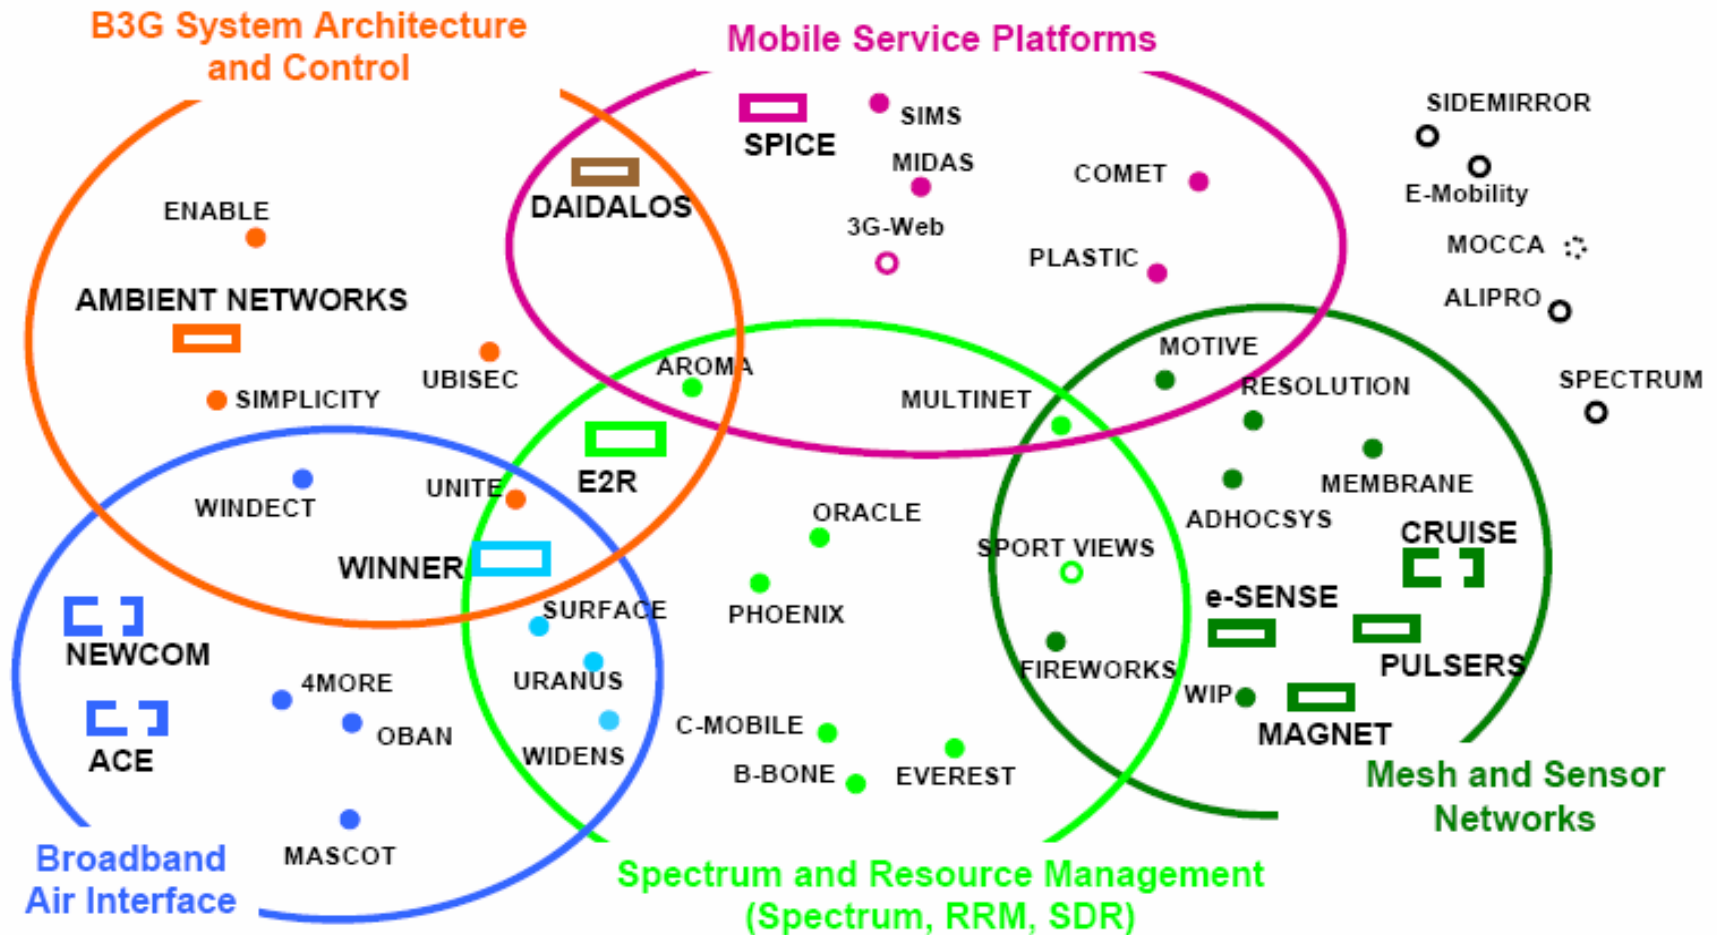 B3G System Architecture
and Control
Mobile Service Platforms
SIDEMIRROR
SIMS
SPICE
MIDAS
COMET
E-Mobility
DAIDALOS
ENABLE
3G-Web
MOCCA
PLASTIC
AMBIENT NETWORKS
ALIPRO
MOTIVE
AROMA
UBISEC
SPECTRUM
RESOLUTION
SIMPLICITY
MULTINET
E2R
UNITE
MEMBRANE
WINDECT
ORACLE
ADHOCSYS
CRUISE
SPORT VIEWS
WINNER
e-SENSE
SURFACE
PHOENIX
NEWCOM
PULSERS
FIREWORKS
4MORE
URANUS
WIP
C-MOBILE
OBAN
MAGNET
WIDENS
ACE
B-BONE
EVEREST
Mesh and Sensor
Networks
MASCOT
Broadband
Air Interface
Spectrum and Resource Management
(Spectrum, RRM, SDR)